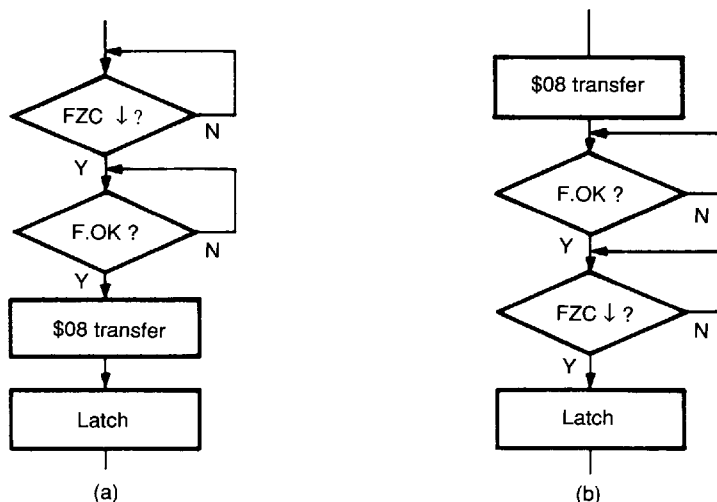 FZC ↓ ?
N
Y
F.OK ?
N
Y
$08 transfer
Latch
(a)
$08 transfer
F.OK ?
N
Y
FZC ↓ ?
N
Y
Latch
(b)